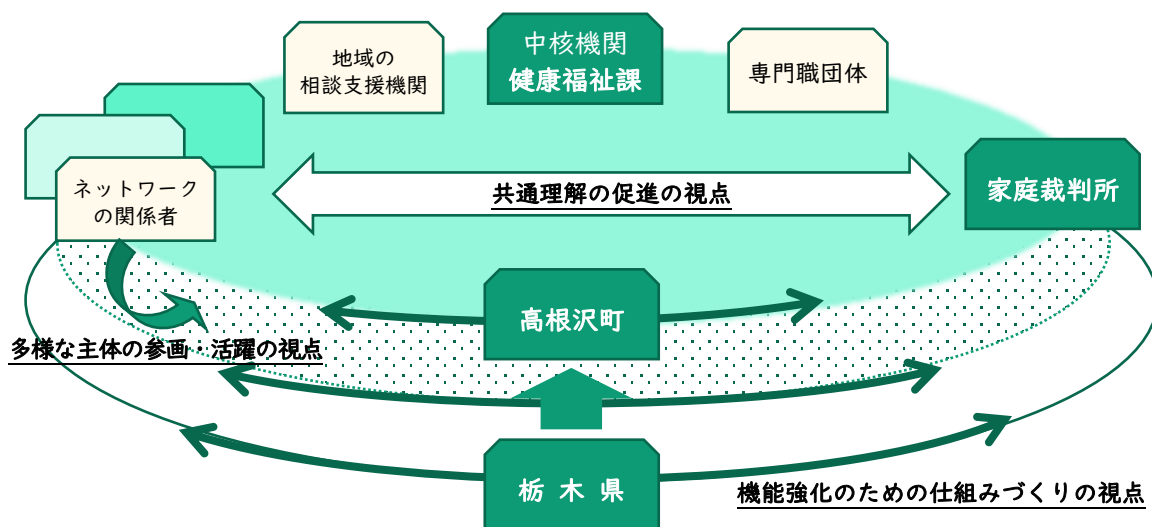 地域の
相談支援機関
中核機関
健康福祉課
専門職団体
ネットワーク
の関係者
共通理解の促進の視点
家庭裁判所
高根沢町
多様な主体の参画・活躍の視点
栃木県
機能強化のための仕組みづくりの視点